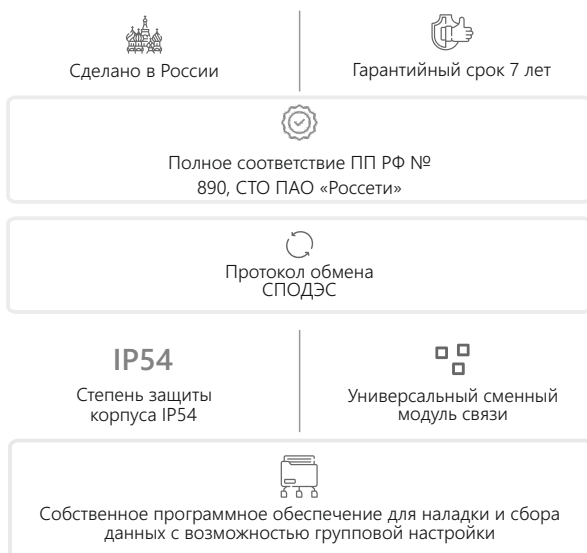 Сделано в России
Гарантийный срок 7 лет
Полное соответствие ПП РФ №
890, СТО ПАО «Россети»
Протокол обмена
СПОДЭС
IP54
Степень защиты
корпуса IP54
Универсальный сменный
модуль связи
Собственное программное обеспечение для наладки и сбора
данных с возможностью групповой настройки